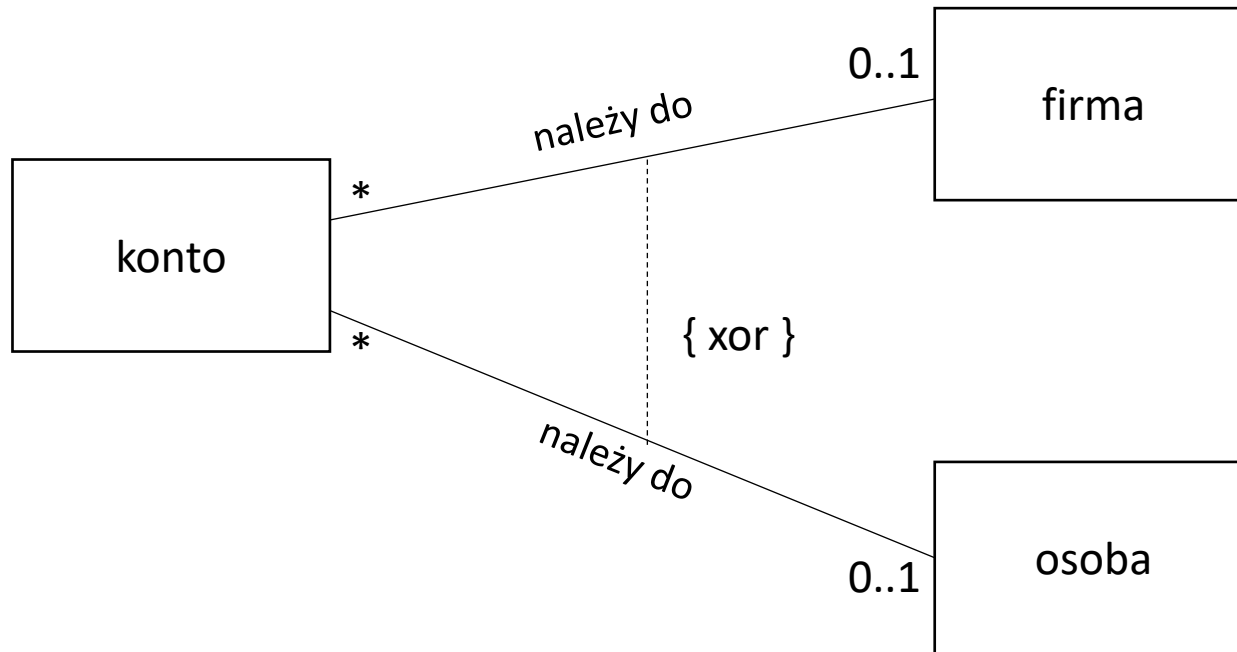 0..1
firma
należy do
*
konto
*
{ xor }
należy do
0..1
osoba